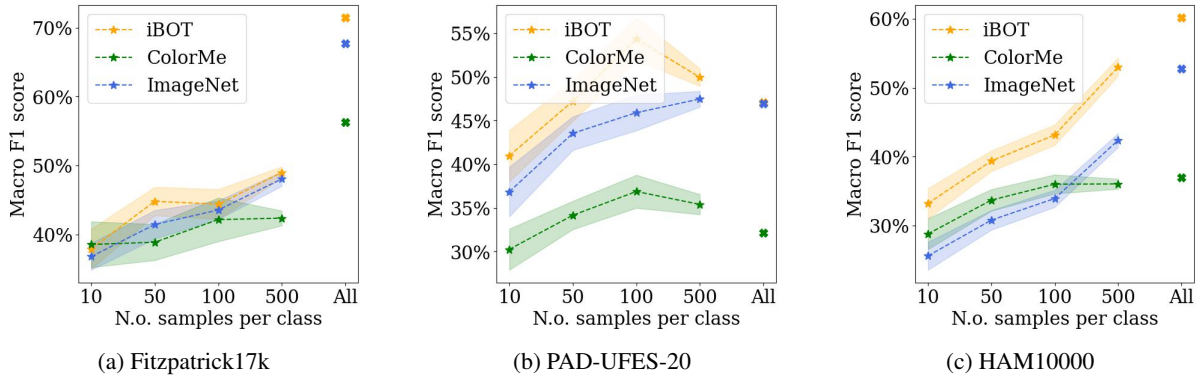 70%
60%
50%
40%
Macro F1 score
iBOT
ColorMe
ImageNet
10 50 100 500 All
N.o. samples per class
(a) Fitzpatrick17k
55%
50%
45%
40%
35%
30%
Macro F1 score
iBOT
ColorMe
ImageNet
10 50 100 500 All
N.o. samples per class
(b) PAD-UFES-20
60%
50%
40%
30%
Macro F1 score
iBOT
ColorMe
ImageNet
10 50 100 500 All
N.o. samples per class
(c) HAM10000